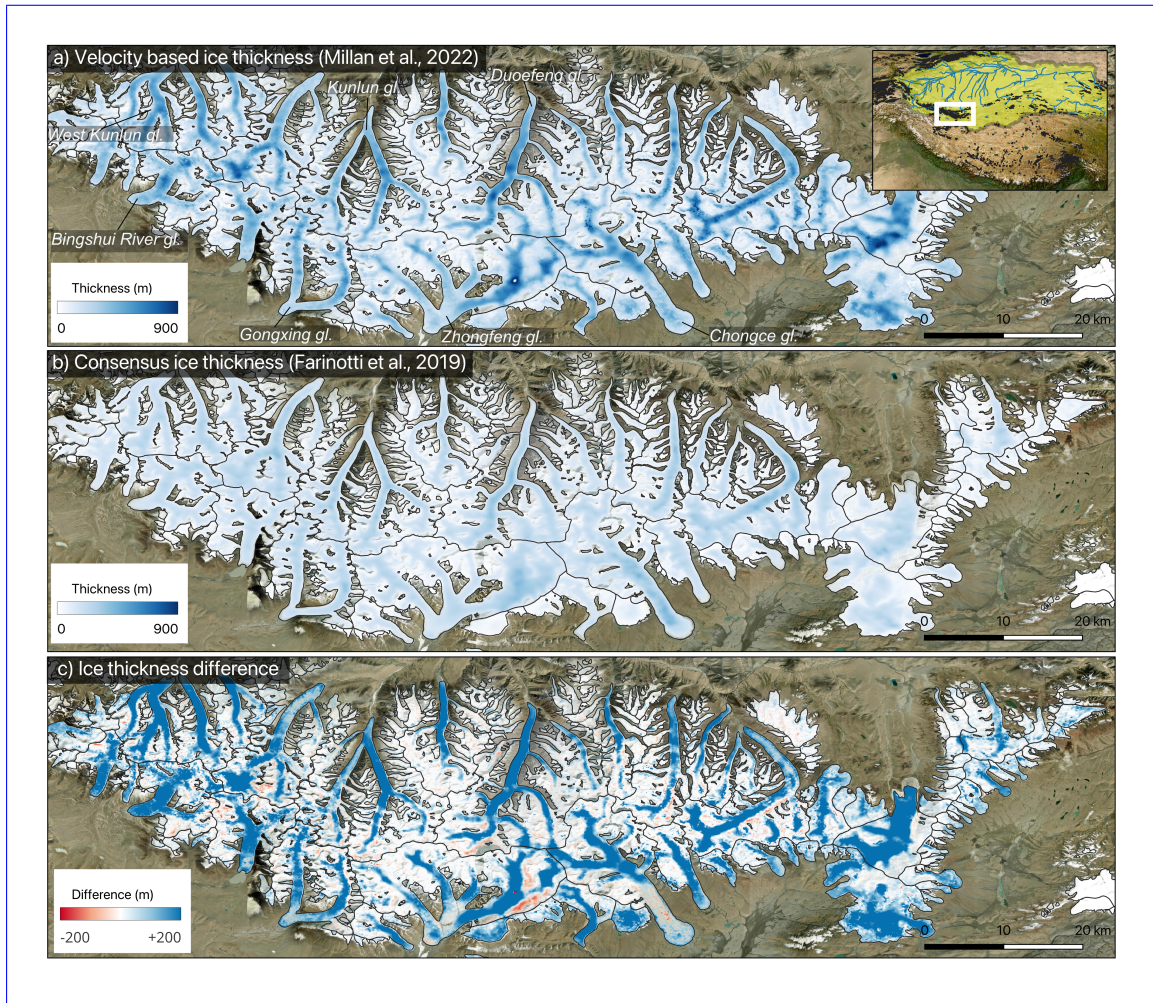 a) Velocity based ice thickness (Millan et al., 2022)
Duoefeng gl.
Kunlun gl.
West Kunlun gl.
Bingshui River gl.
Thickness (m)
0 900
Gongxing gl.
Zhongfeng gl.
Chongce gl.
0 10 20 km
b) Consensus ice thickness (Farinotti et al., 2019)
Thickness (m)
0 900
0 10 20 km
c) Ice thickness difference
Difference (m)
-200 +200
0 10 20 km